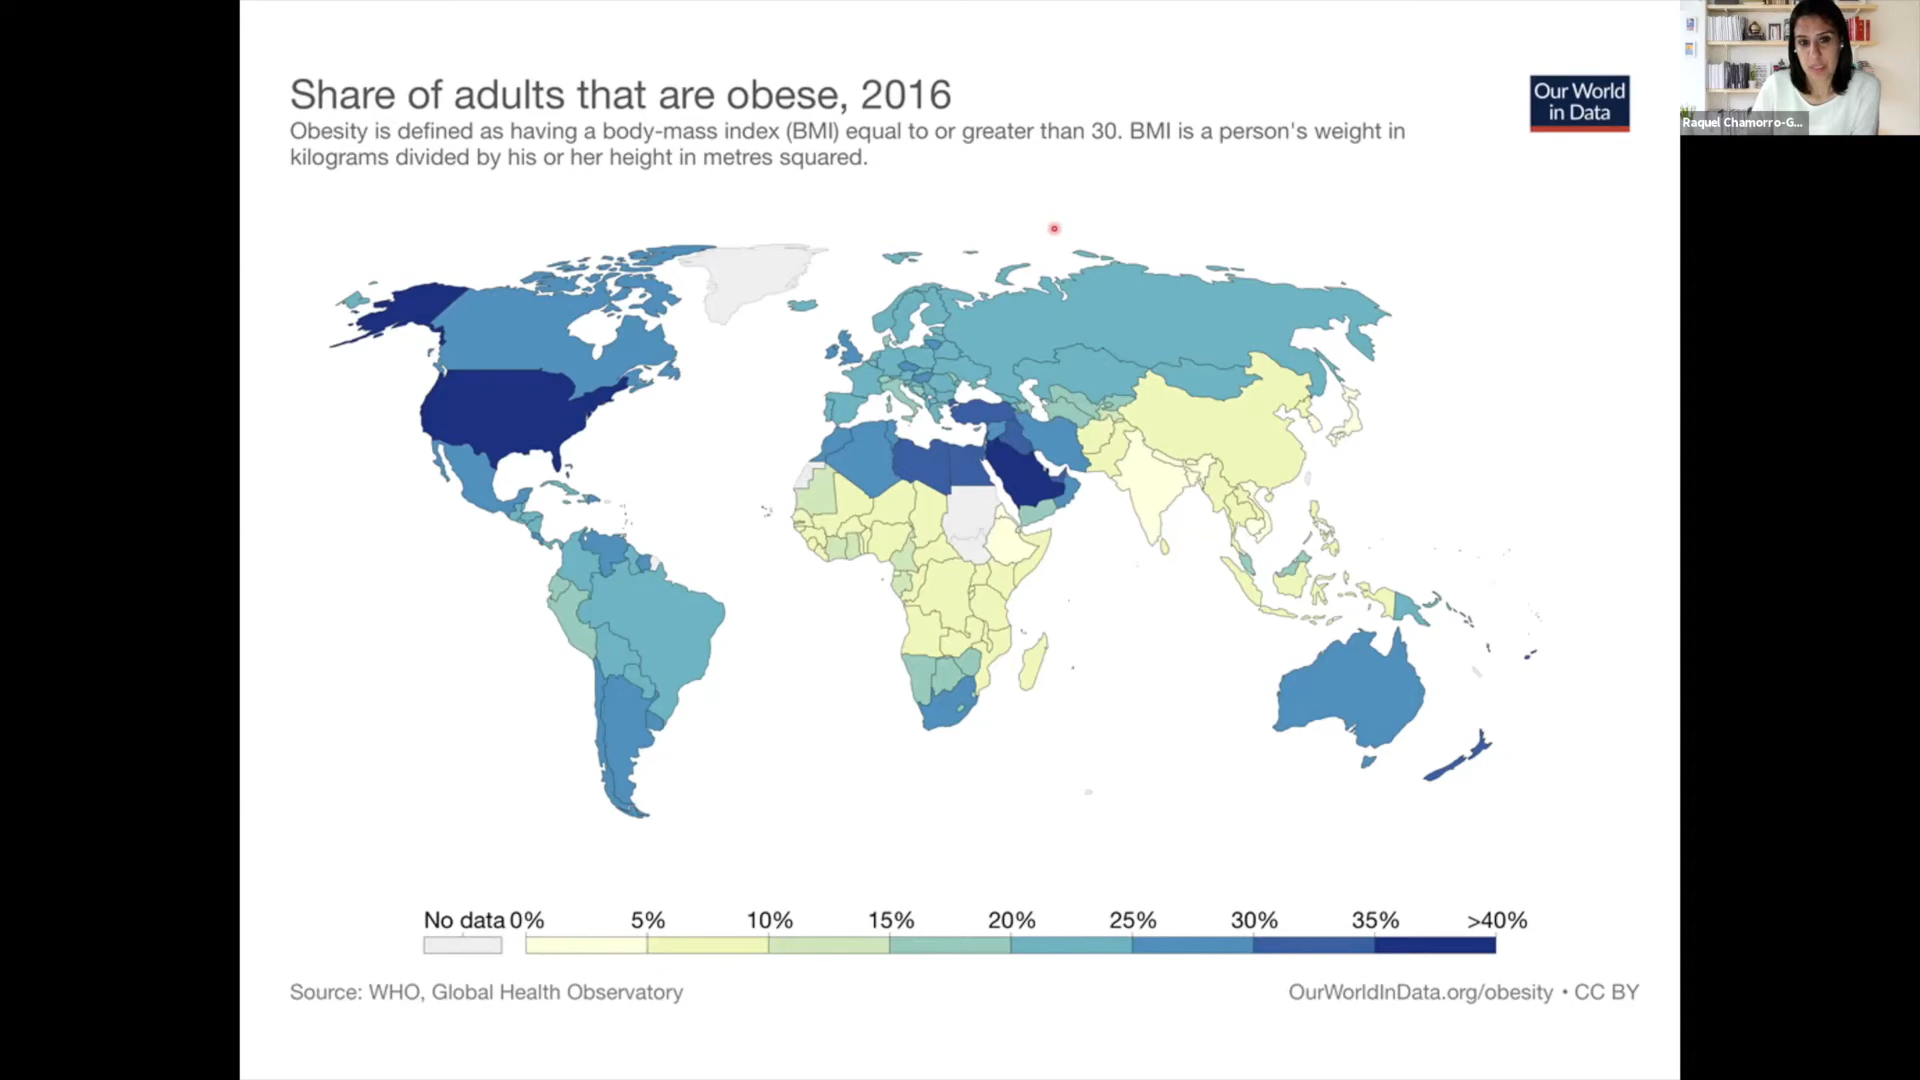 Share of adults that are obese, 2016
Obesity is defined as having a body-mass index (BMI) equal to or greater than 30. BMI is a person's weight in
kilograms divided by his or her height in metres squared.
Our World
in Data
Raquel Chamorro-G...
No data 0% 5% 10% 15% 20% 25% 30% 35% >40%
Source: WHO, Global Health Observatory
OurWorldInData.org/obesity • CC BY